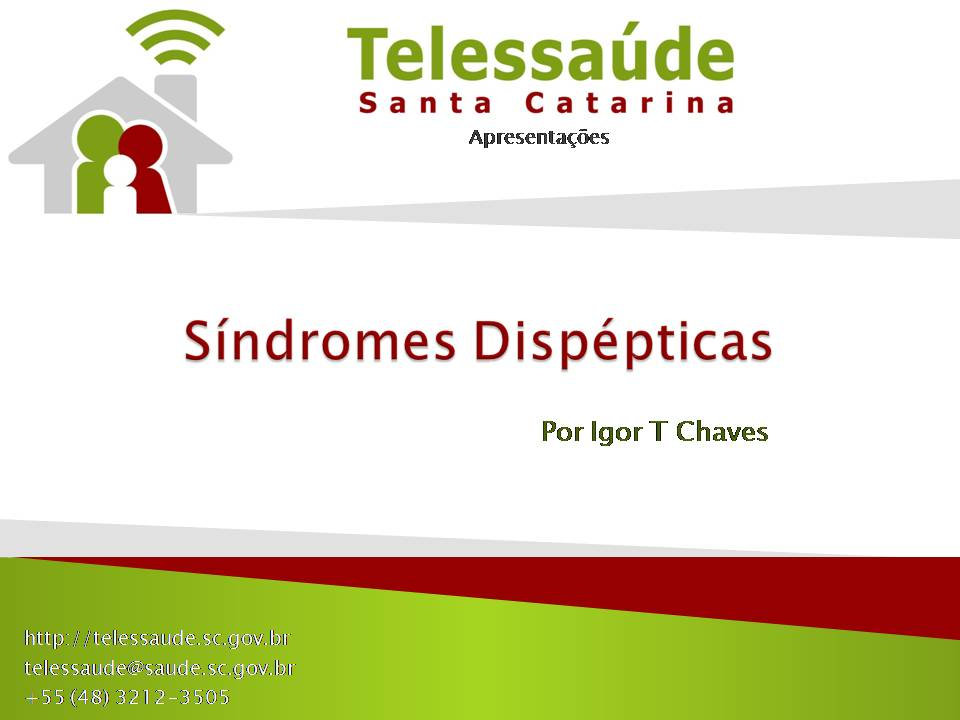 Telessaúde
Santa Catarina
Apresentações
Síndromes Dispépticas
Por Igor T Chaves
http://telessaude.sc.gov.br
telessaude@saude.sc.gov.br
+55 (48) 3212-3505